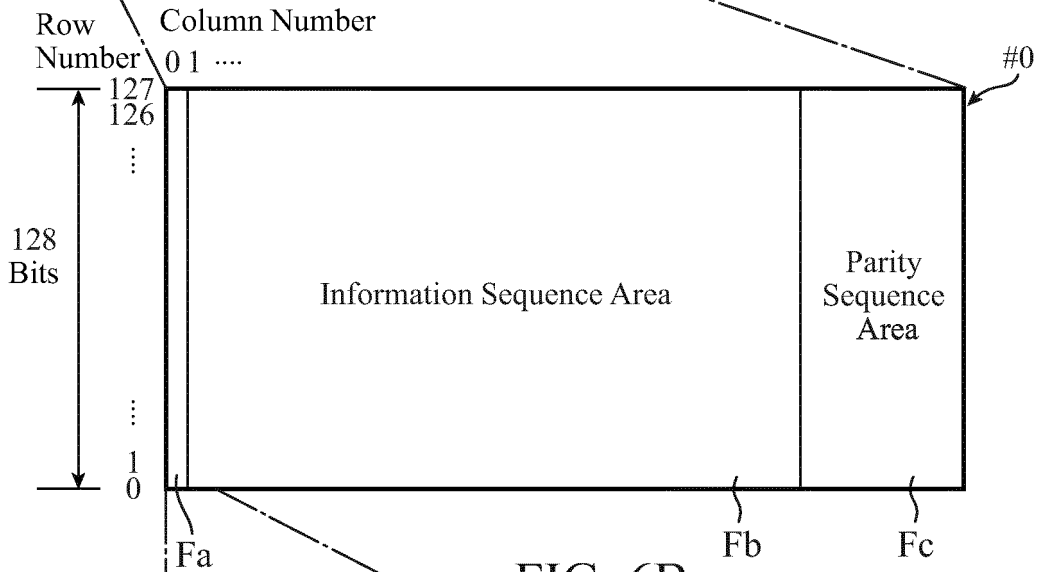 Row
Number
Column Number
0 1 ....
#0
127
126
....
128
Bits
Information Sequence Area
Parity
Sequence
Area
....
1
0
Fa
Fb
Fc